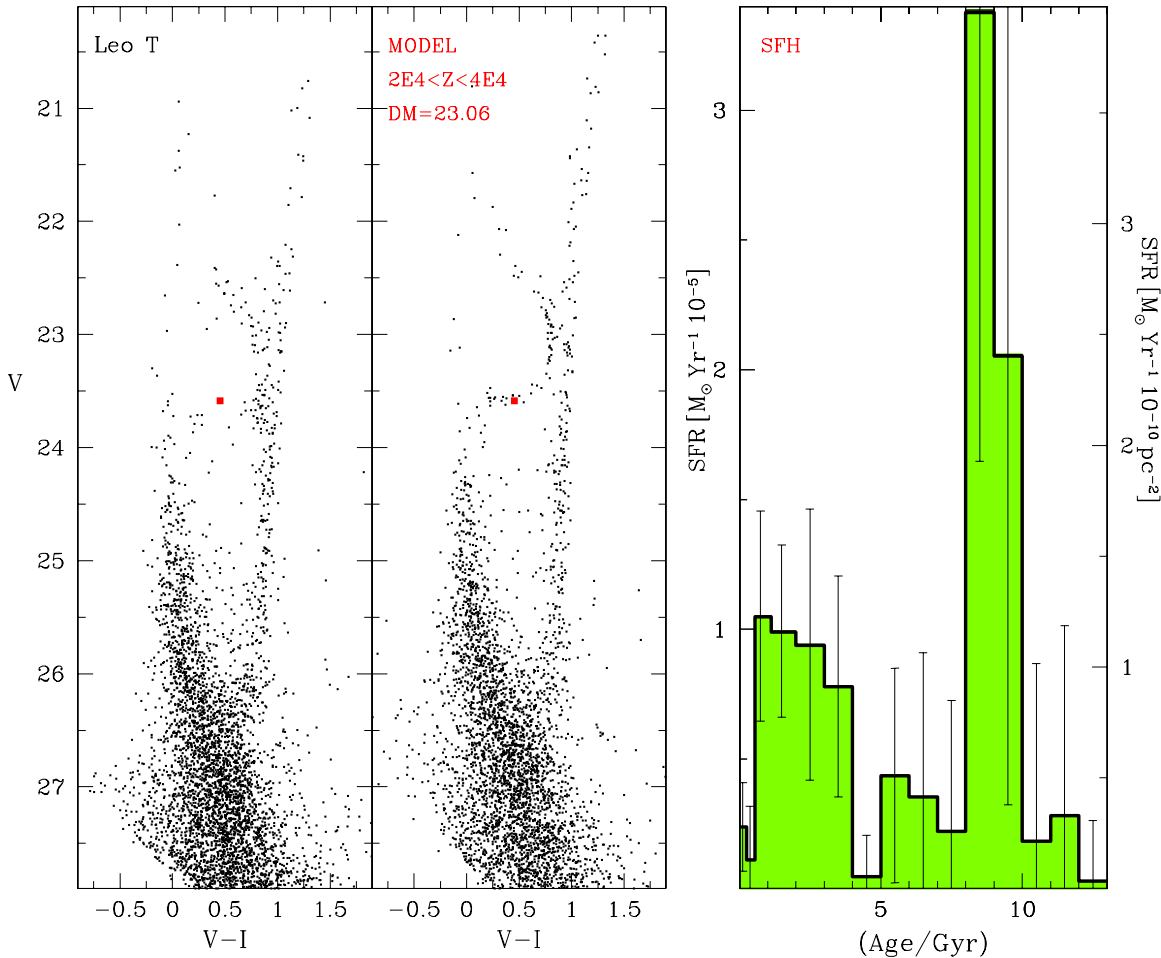 Leo T
MODEL
2E4<Z<4E4
DM=23.06
SFH
21
22
23
24
25
26
27
V
−0.5 0 0.5 1 1.5
V−I
−0.5 0 0.5 1 1.5
V−I
3
2
1
SFR [M⊙ Yr⁻¹ 10⁻⁵]
3
2
1
SFR [M⊙ Yr⁻¹ 10⁻¹⁰ pc⁻²]
5 10
(Age/Gyr)